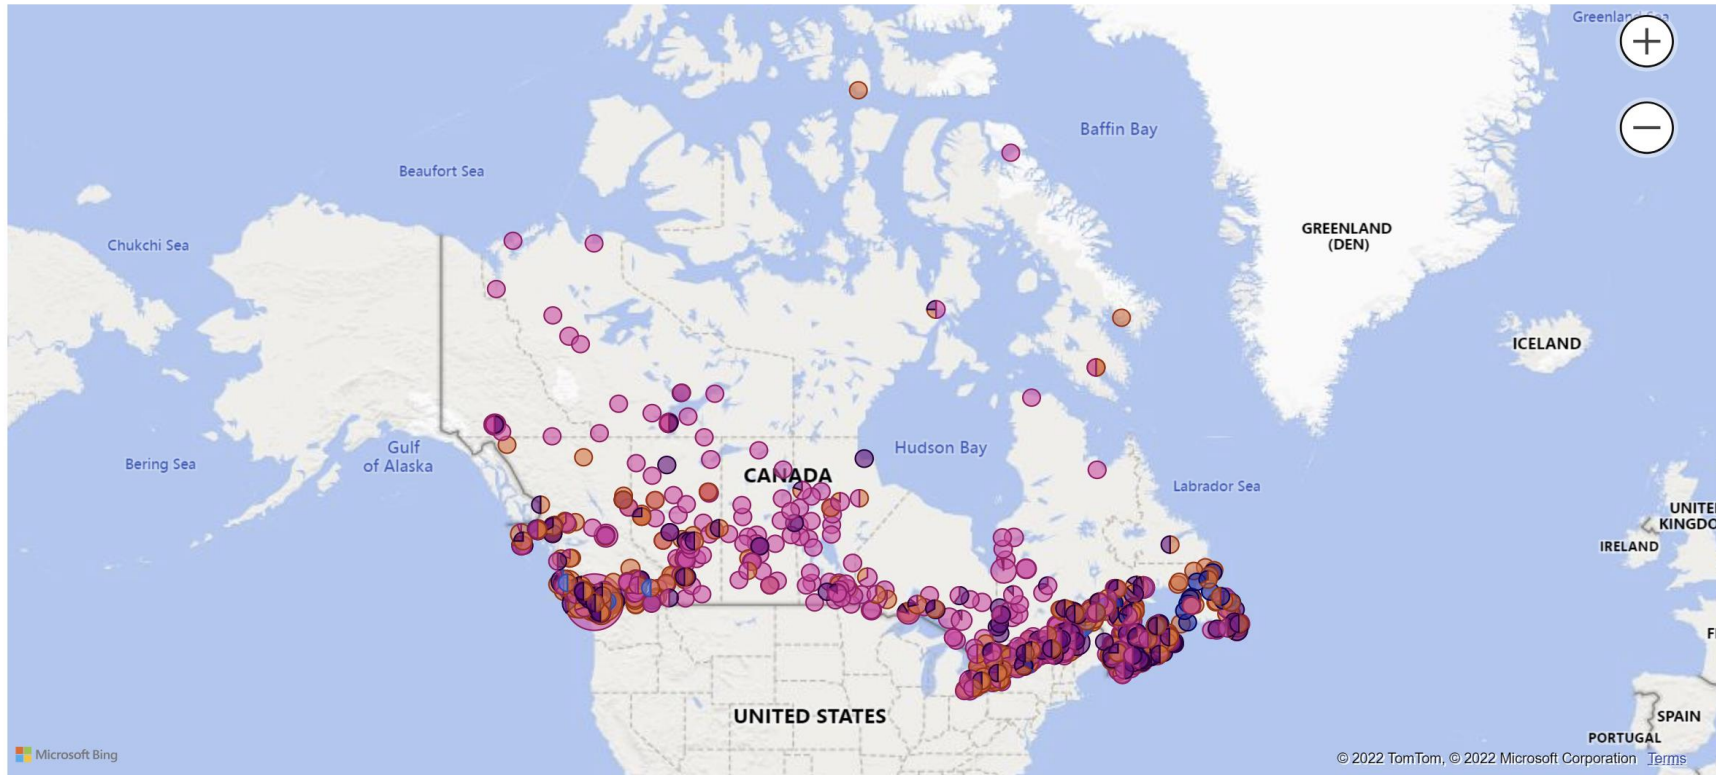 Greenland Sea
Baffin Bay
Beaufort Sea
GREENLAND
(DEN)
Chukchi Sea
ICELAND
Gulf
of Alaska
Hudson Bay
Bering Sea
CANADA
Labrador Sea
UNITE
KINGDO
IRELAND
F
UNITED STATES
SPAIN
PORTUGAL
Microsoft Bing
© 2022 TomTom, © 2022 Microsoft Corporation Terms